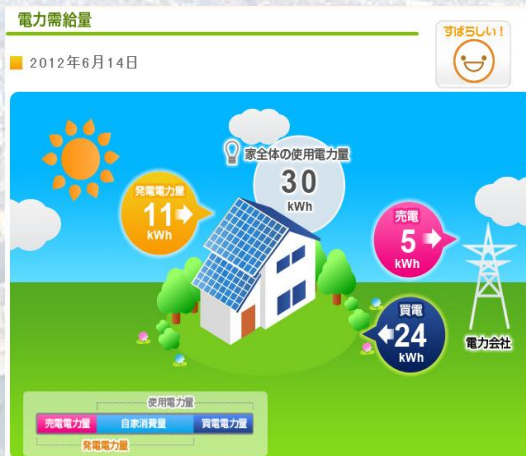 電力需給量
すばらしい!
2012年6月14日
家全体の使用電力量
30
kWh
発電電力量
11
kWh
売電
5
kWh
買電
24
kWh
電力会社
使用電力量
売電電力量
自家消費量
買電電力量
発電電力量